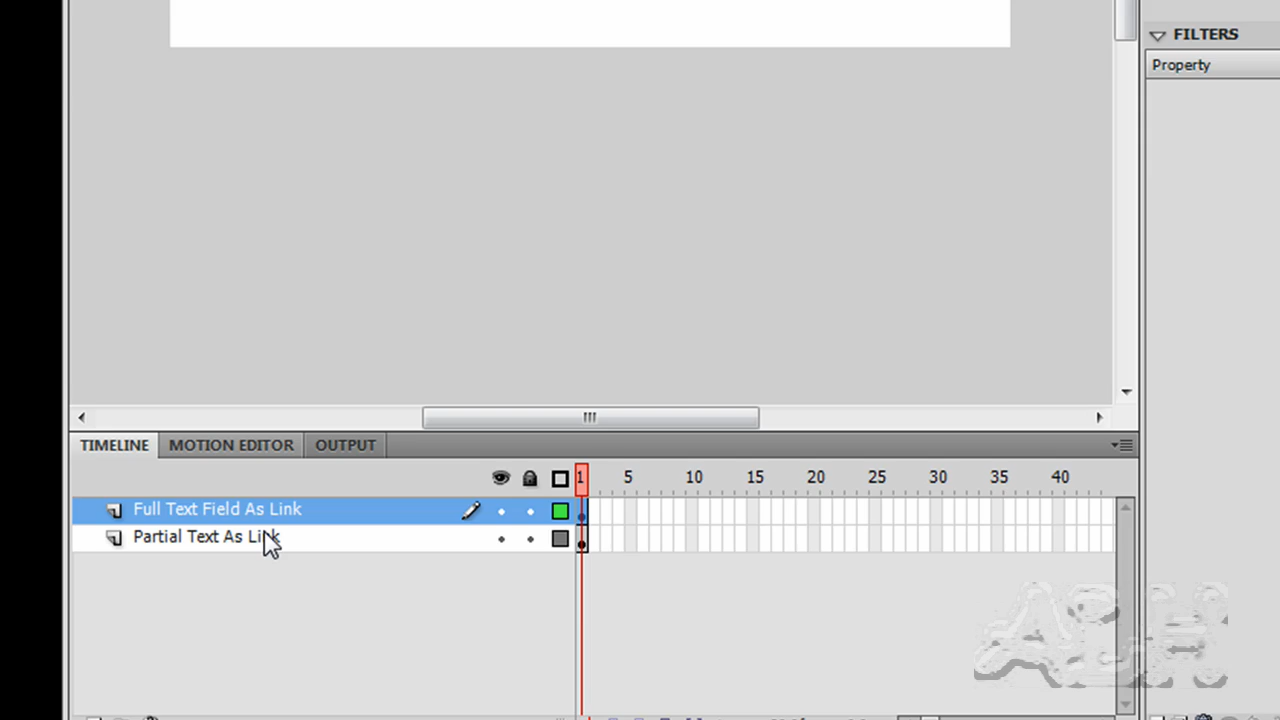 FILTERS
Property
TIMELINE MOTION EDITOR OUTPUT
1 5 10 15 20 25 30 35 40
Full Text Field As Link
Partial Text As Link